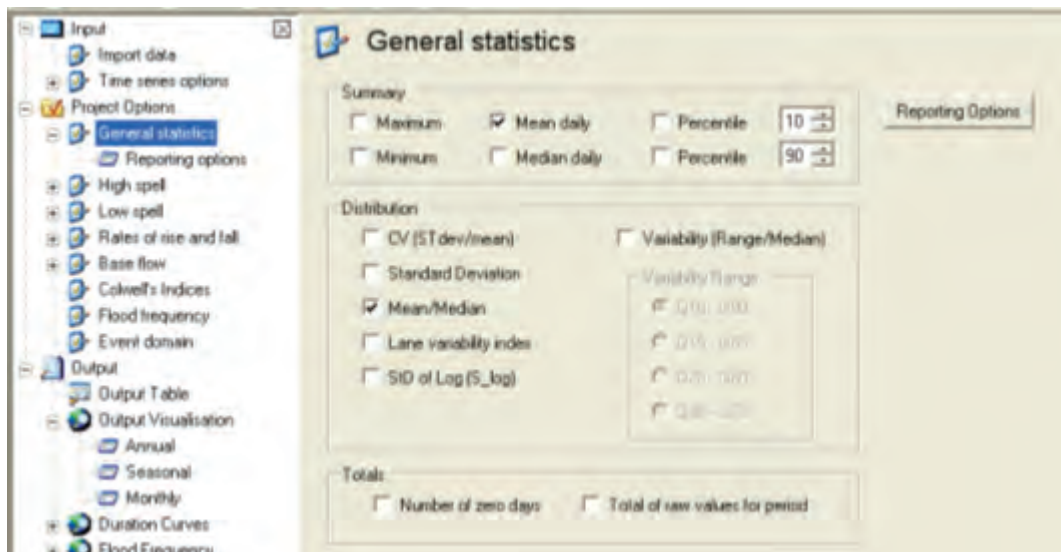 Input
Import data
Time series options
Project Options
General statistics
Reporting options
High spell
Low spell
Rates of rise and fall
Base flow
Colwell's Indices
Flood frequency
Event domain
Output
Output Table
Output Visualisation
Annual
Seasonal
Monthly
Duration Curves
Flood Frequency
General statistics
Summary
Maximum
Mean daily
Percentile
10
Minimum
Median daily
Percentile
90
Reporting Options
Distribution
CV (STdev/mean)
Variability (Range/Median)
Standard Deviation
Variability Range
Mean/Median
Lane variability index
StD of Log (S_log)
Totals
Number of zero days
Total of raw values for period